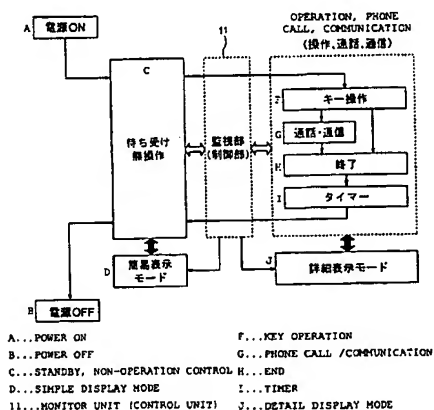 OPERATION, PHONE
CALL, COMMUNICATION
(操作,通話,通信)
11
A 電源ON
C
待ち受け
無操作
監視部
(制御部)
F キー操作
G 通話・通信
H 終了
I タイマー
D 簡易表示
モード
J 詳細表示モード
B 電源OFF
A...POWER ON
B...POWER OFF
C...STANDBY, NON-OPERATION CONTROL
D...SIMPLE DISPLAY MODE
11...MONITOR UNIT (CONTROL UNIT)
F...KEY OPERATION
G...PHONE CALL /COMMUNICATION
H...END
I...TIMER
J...DETAIL DISPLAY MODE